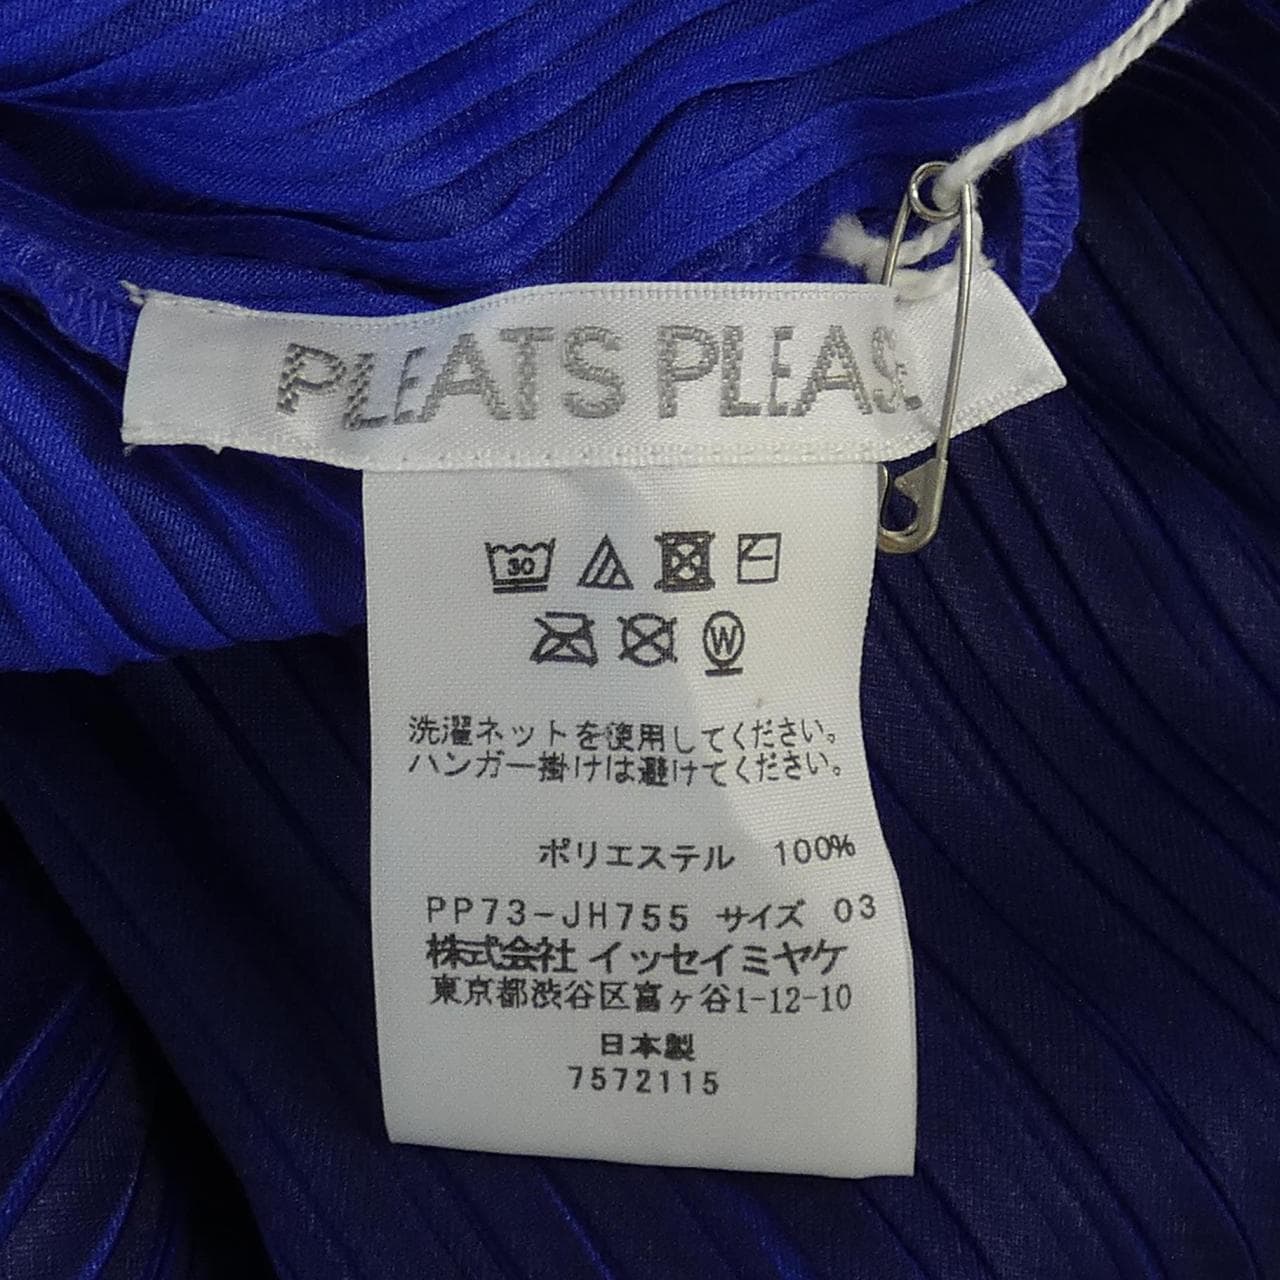 PLEATS PLEASE
30
W
洗濯ネットを使用してください。
ハンガー掛けは避けてください。
ポリエステル 100%
PP73-JH755 サイズ 03
株式会社 イッセイミヤケ
東京都渋谷区富ヶ谷1-12-10
日本製
7572115